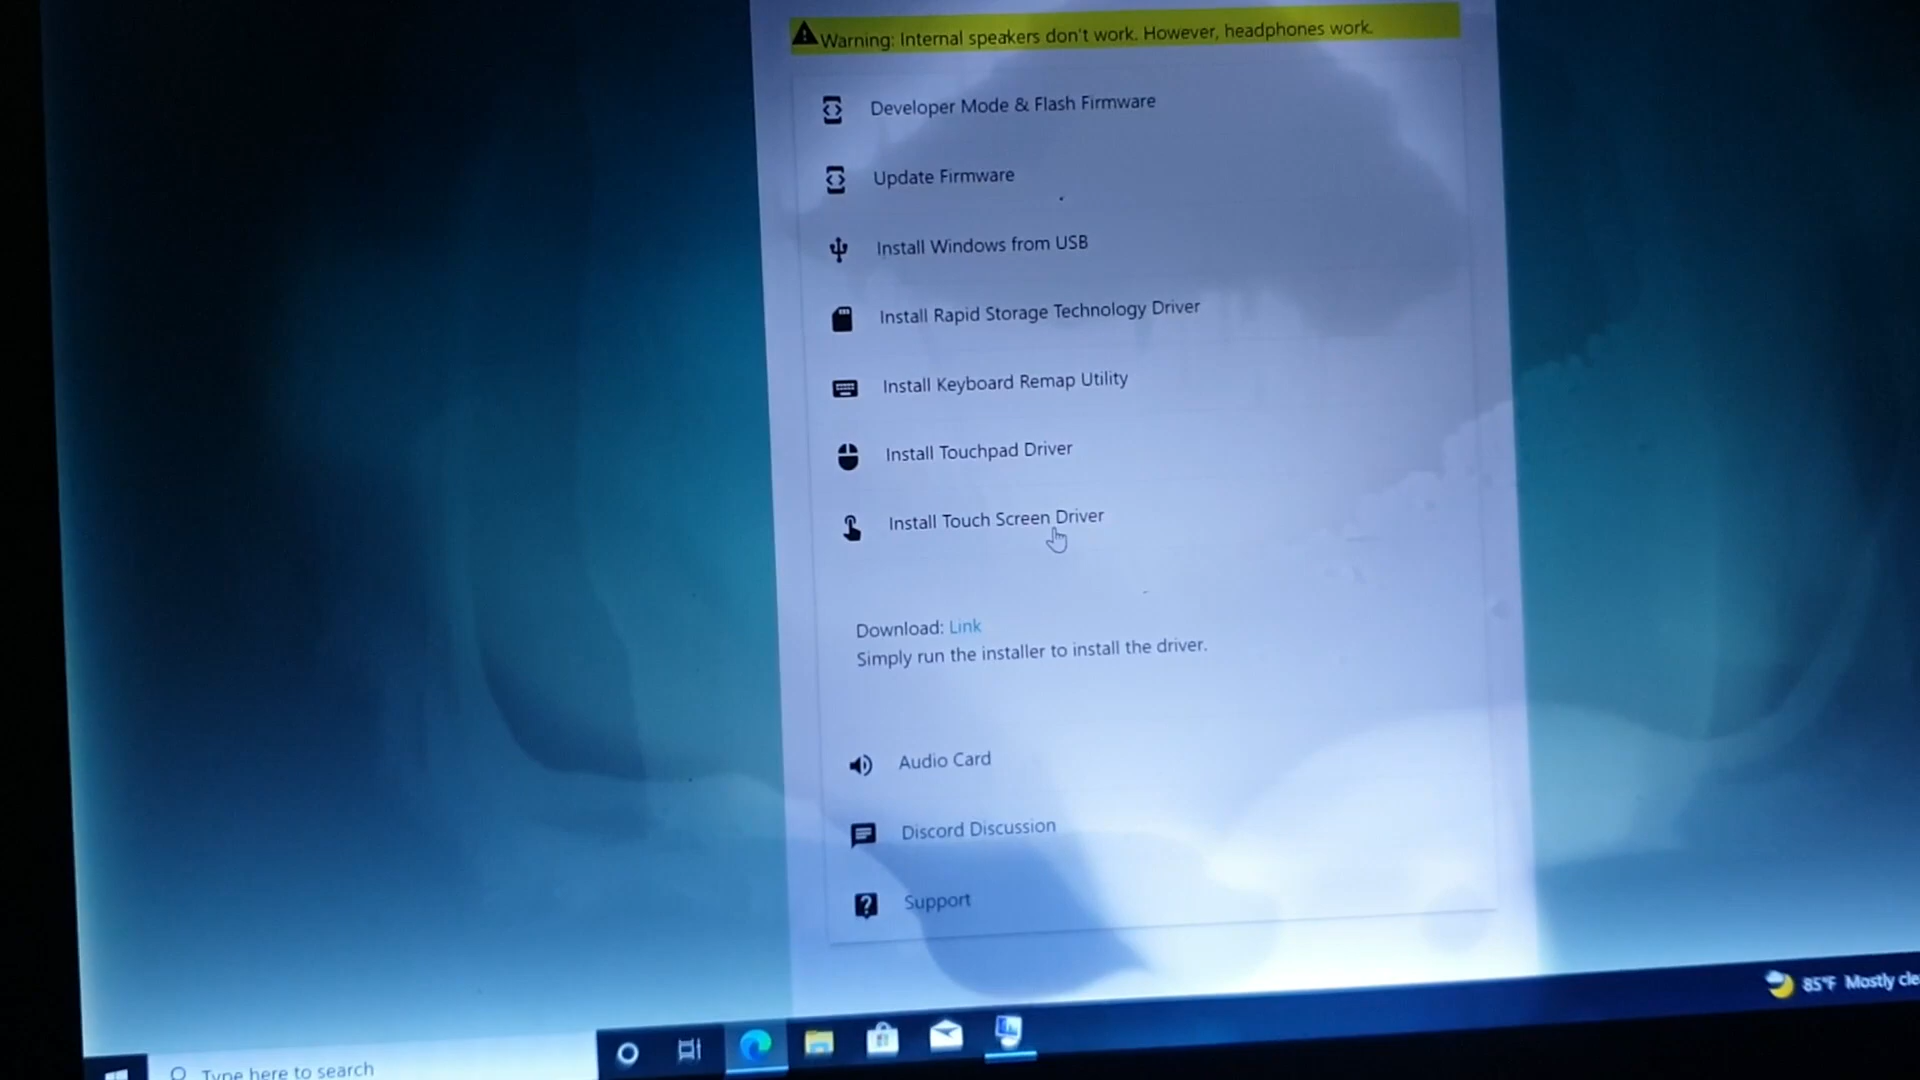 Warning: Internal speakers don't work. However, headphones work.
Developer Mode & Flash Firmware
Update Firmware
Install Windows from USB
Install Rapid Storage Technology Driver
Install Keyboard Remap Utility
Install Touchpad Driver
Install Touch Screen Driver
Download: Link
Simply run the installer to install the driver.
Audio Card
Discord Discussion
Support
85°F Mostly cle
Type here to search